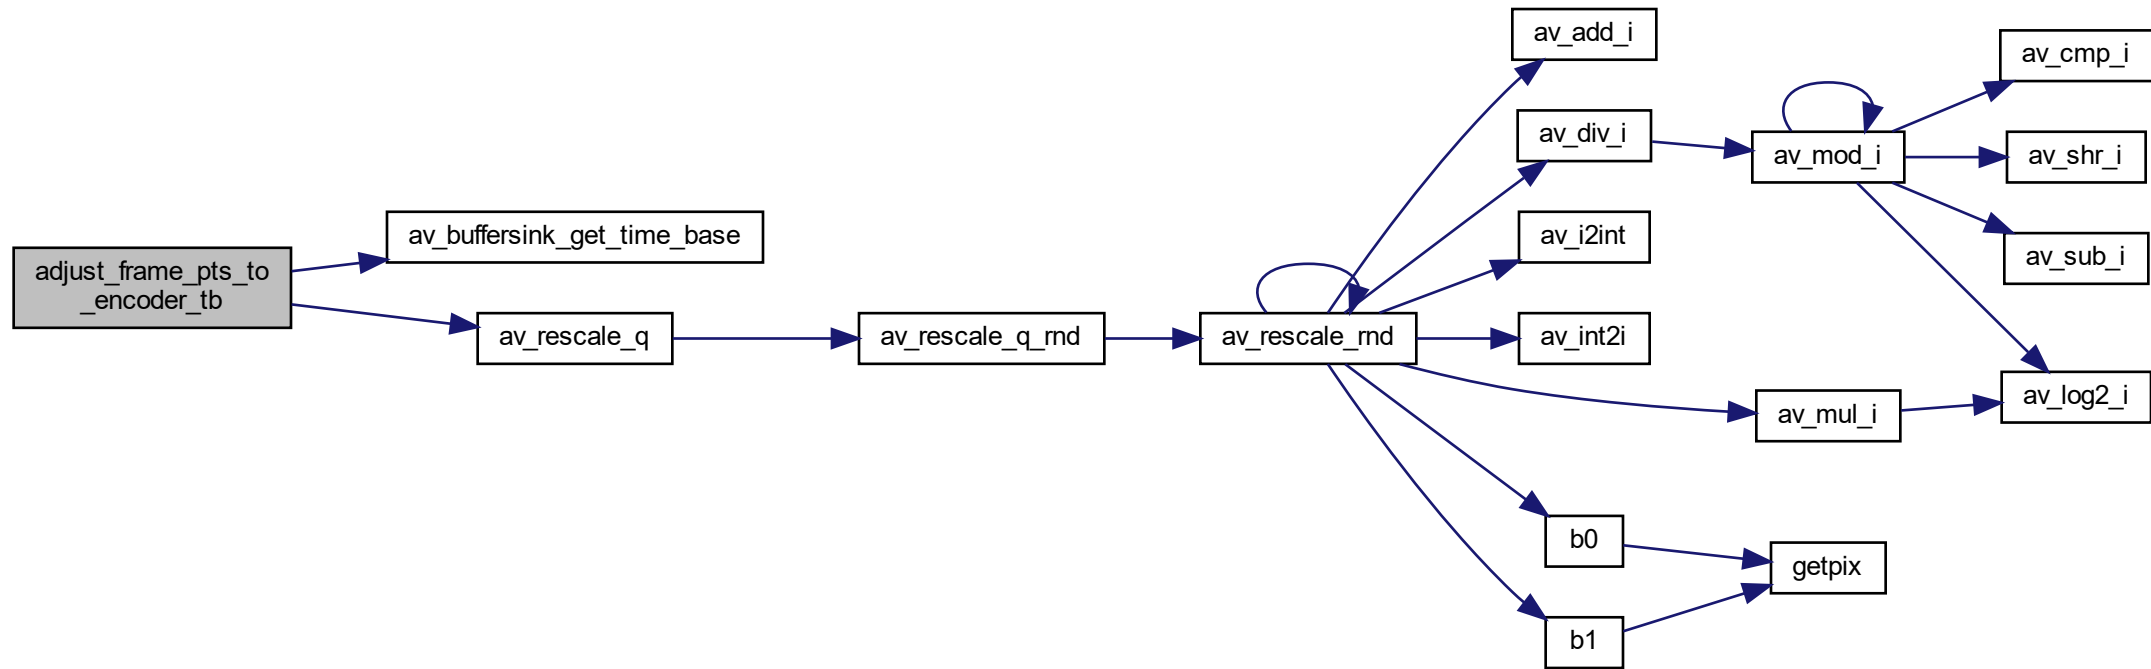 adjust_frame_pts_to
_encoder_tb
av_buffersink_get_time_base
av_rescale_q
av_rescale_q_rnd
av_rescale_rnd
av_add_i
av_div_i
av_i2int
av_int2i
av_mul_i
b0
b1
getpix
av_mod_i
av_cmp_i
av_shr_i
av_sub_i
av_log2_i